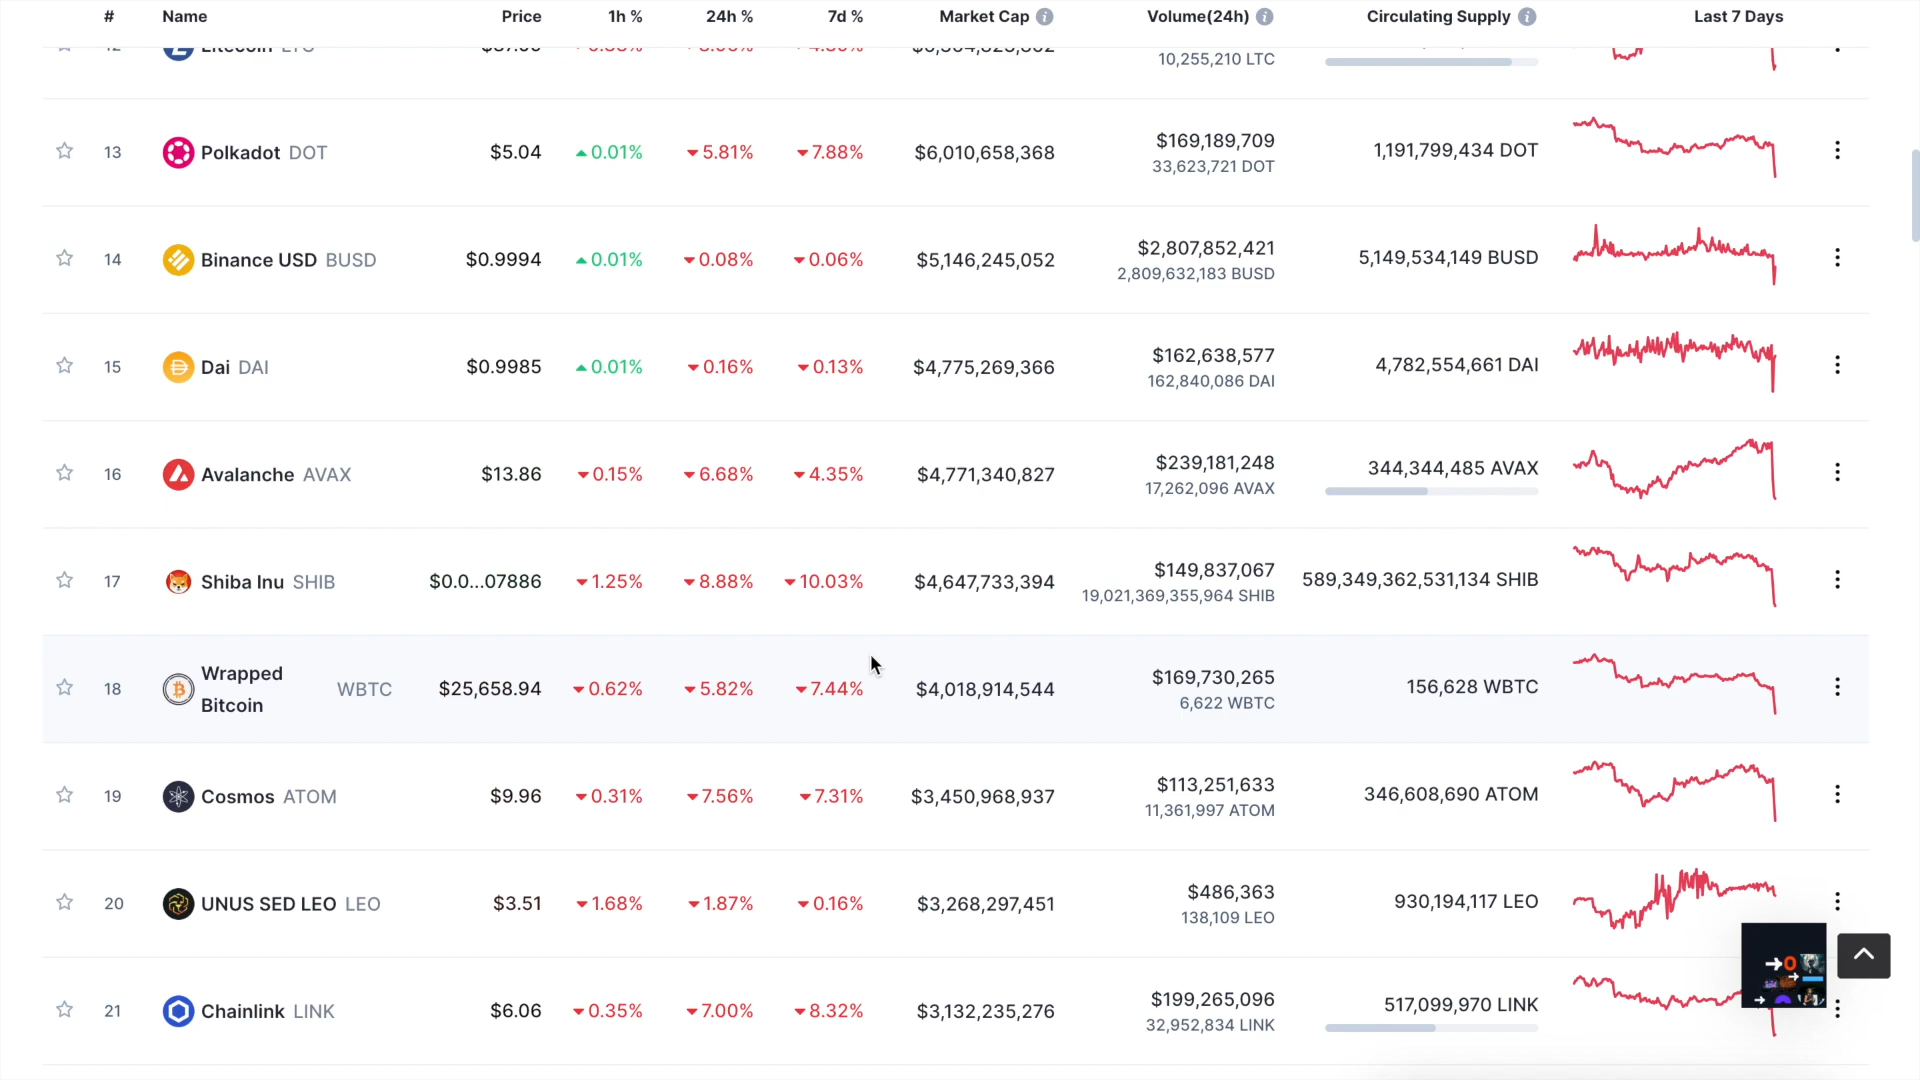 # Name Price 1h % 24h % 7d % Market Cap Volume(24h) Circulating Supply Last 7 Days
10,255,210 LTC
13 Polkadot DOT $5.04 0.01% 5.81% 7.88% $6,010,658,368 $169,189,709 1,191,799,434 DOT
33,623,721 DOT
14 Binance USD BUSD $0.9994 0.01% 0.08% 0.06% $5,146,245,052 $2,807,852,421 5,149,534,149 BUSD
2,809,632,183 BUSD
15 Dai DAI $0.9985 0.01% 0.16% 0.13% $4,775,269,366 $162,638,577 4,782,554,661 DAI
162,840,086 DAI
16 Avalanche AVAX $13.86 0.15% 6.68% 4.35% $4,771,340,827 $239,181,248 344,344,485 AVAX
17,262,096 AVAX
17 Shiba Inu SHIB $0.0...07886 1.25% 8.88% 10.03% $4,647,733,394 $149,837,067 589,349,362,531,134 SHIB
19,021,369,355,964 SHIB
18 Wrapped Bitcoin WBTC $25,658.94 0.62% 5.82% 7.44% $4,018,914,544 $169,730,265 156,628 WBTC
6,622 WBTC
19 Cosmos ATOM $9.96 0.31% 7.56% 7.31% $3,450,968,937 $113,251,633 346,608,690 ATOM
11,361,997 ATOM
20 UNUS SED LEO LEO $3.51 1.68% 1.87% 0.16% $3,268,297,451 $486,363 930,194,117 LEO
138,109 LEO
21 Chainlink LINK $6.06 0.35% 7.00% 8.32% $3,132,235,276 $199,265,096 517,099,970 LINK
32,952,834 LINK